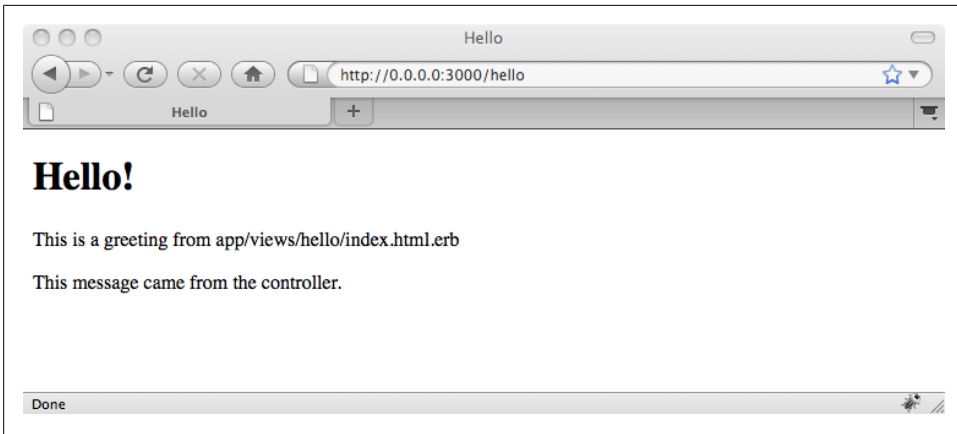 Hello
http://0.0.0.0:3000/hello
Hello
Hello!
This is a greeting from app/views/hello/index.html.erb
This message came from the controller.
Done